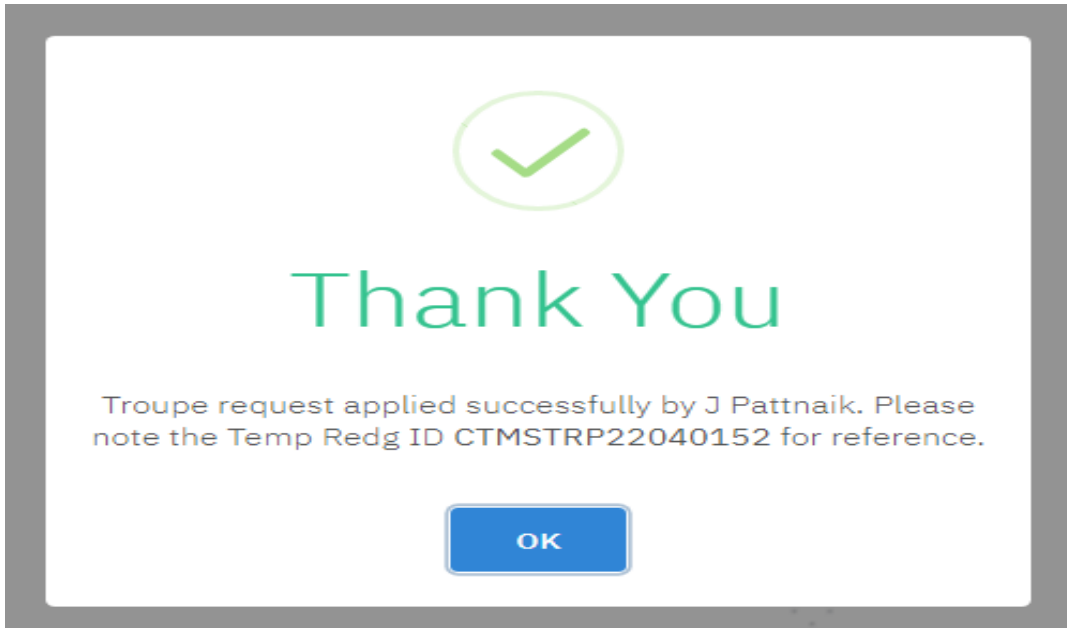 Thank You
Troupe request applied successfully by J Pattnaik. Please
note the Temp Redg ID CTMSTRP22040152 for reference.
OK